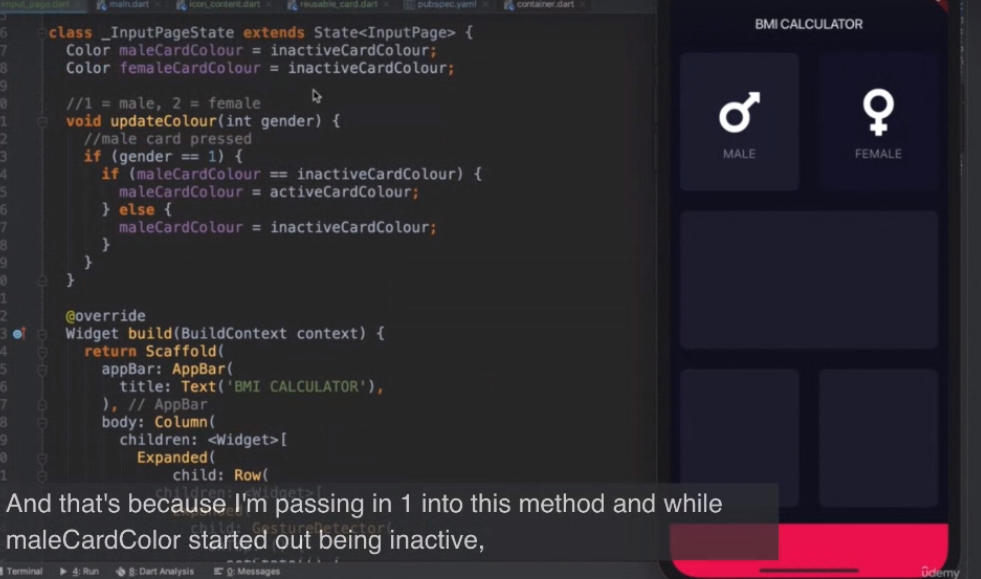 input_page.dart main.dart icon_content.dart reusable_card.dart pubspec.yaml container.dart
class _InputPageState extends State<InputPage> {
Color maleCardColour = inactiveCardColour;
Color femaleCardColour = inactiveCardColour;
//1 = male, 2 = female
void updateColour(int gender) {
//male card pressed
if (gender == 1) {
if (maleCardColour == inactiveCardColour) {
maleCardColour = activeCardColour;
} else {
maleCardColour = inactiveCardColour;
}
}
}
@override
Widget build(BuildContext context) {
return Scaffold(
appBar: AppBar(
title: Text('BMI CALCULATOR'),
), // AppBar
body: Column(
children: <Widget>[
Expanded(
child: Row(
children: <Widget>[
child: GestureDetector(
And that's because I'm passing in 1 into this method and while
maleCardColor started out being inactive,
Terminal 4: Run 8: Dart Analysis 0: Messages
BMI CALCULATOR
MALE FEMALE
ûdemy